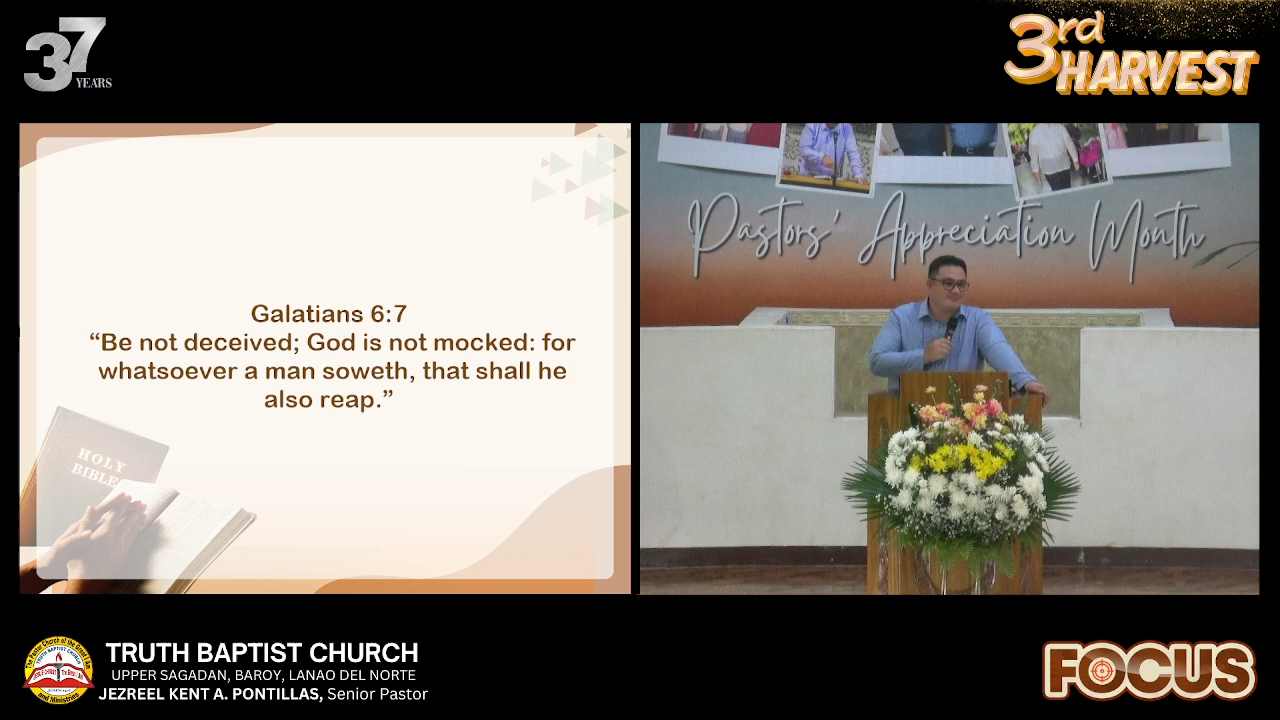 37
YEARS
3rd
HARVEST
Galatians 6:7
“Be not deceived; God is not mocked: for
whatsoever a man soweth, that shall he
also reap.”
HOLY
BIBLE
Pastors' Appreciation Month
TRUTH BAPTIST CHURCH
UPPER SAGADAN, BAROY, LANAO DEL NORTE
JEZREEL KENT A. PONTILLAS, Senior Pastor
FOCUS